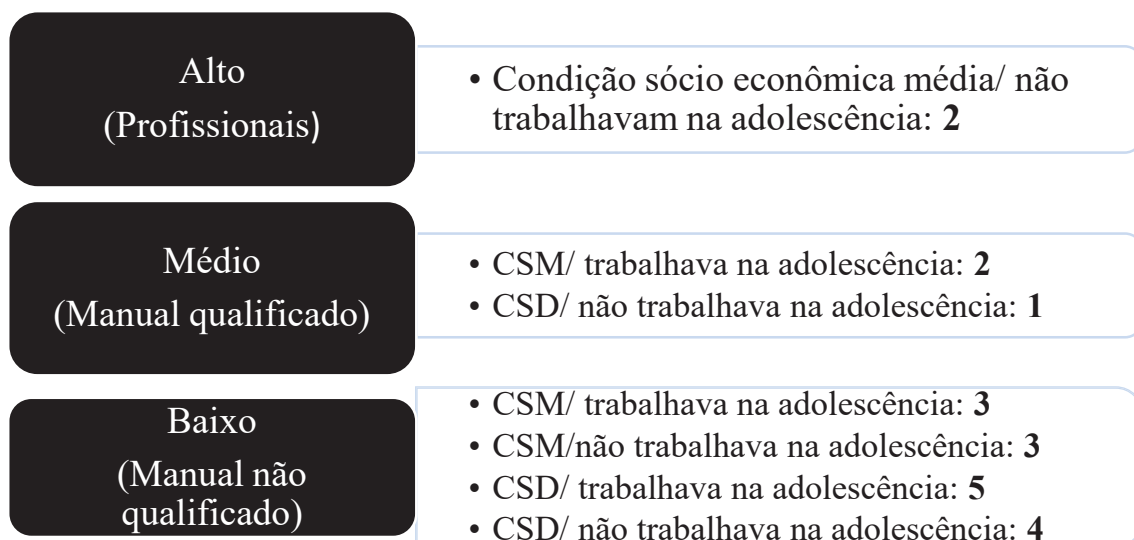 Alto
(Profissionais)
• Condição sócio econômica média/ não
trabalhavam na adolescência: 2
Médio
(Manual qualificado)
• CSM/ trabalhava na adolescência: 2
• CSD/ não trabalhava na adolescência: 1
Baixo
(Manual não
qualificado)
• CSM/ trabalhava na adolescência: 3
• CSM/não trabalhava na adolescência: 3
• CSD/ trabalhava na adolescência: 5
• CSD/ não trabalhava na adolescência: 4